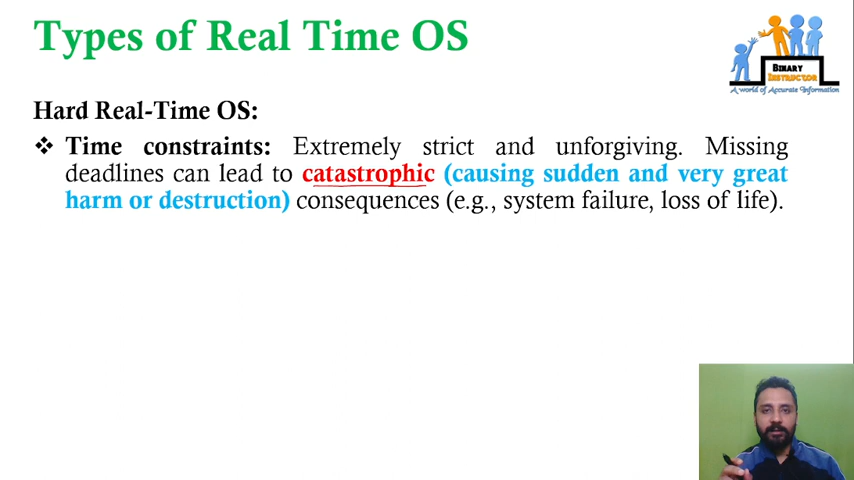 Types of Real Time OS
BINARY
INSTRUCTOR
A world of Accurate Information
Hard Real-Time OS:
❖ Time constraints: Extremely strict and unforgiving. Missing
deadlines can lead to catastrophic (causing sudden and very great
harm or destruction) consequences (e.g., system failure, loss of life).